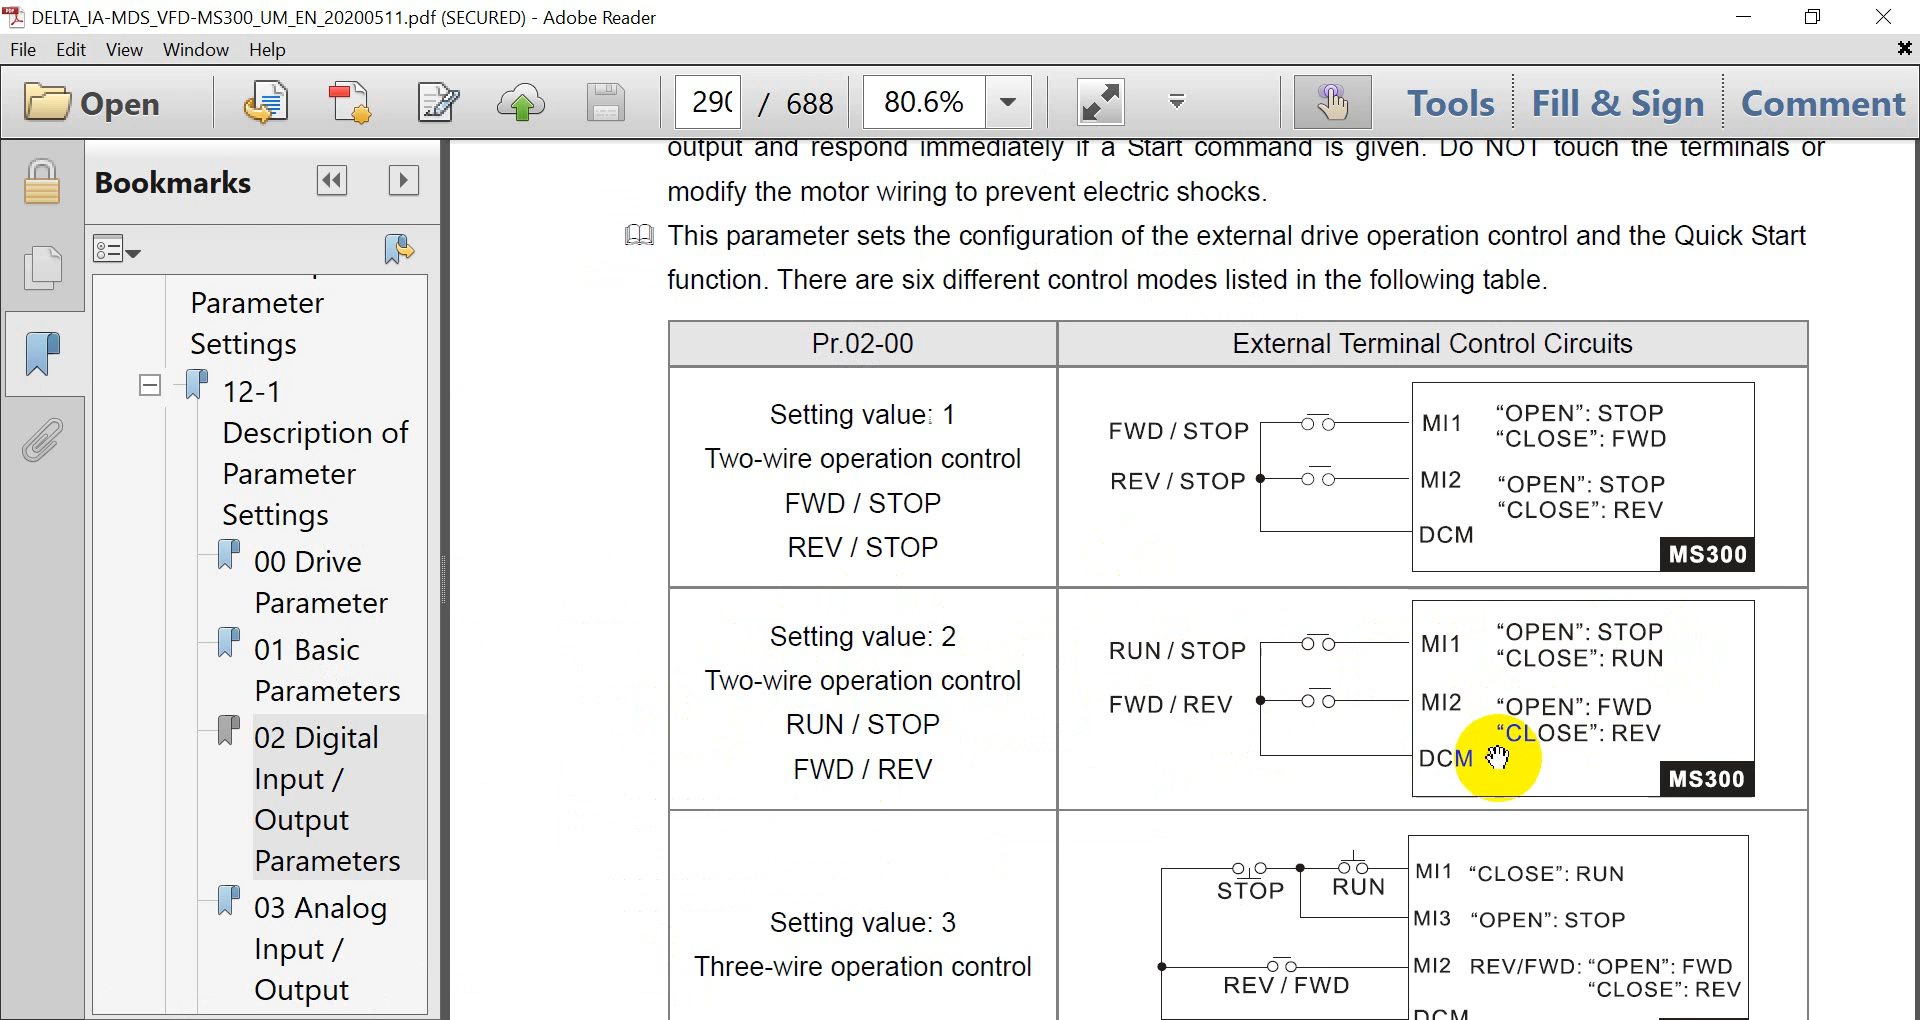 DELTA_IA-MDS_VFD-MS300_UM_EN_20200511.pdf (SECURED) - Adobe Reader
File Edit View Window Help
Open 290 / 688 80.6% Tools Fill & Sign Comment
Bookmarks
Parameter
Settings
12-1
Description of
Parameter
Settings
00 Drive
Parameter
01 Basic
Parameters
02 Digital
Input /
Output
Parameters
03 Analog
Input /
Output
output and respond immediately if a Start command is given. Do NOT touch the terminals or
modify the motor wiring to prevent electric shocks.
This parameter sets the configuration of the external drive operation control and the Quick Start
function. There are six different control modes listed in the following table.
Pr.02-00 External Terminal Control Circuits
Setting value: 1
Two-wire operation control
FWD / STOP
REV / STOP
FWD / STOP
REV / STOP
MI1 “OPEN”: STOP
“CLOSE”: FWD
MI2 “OPEN”: STOP
“CLOSE”: REV
DCM
MS300
Setting value: 2
Two-wire operation control
RUN / STOP
FWD / REV
RUN / STOP
FWD / REV
MI1 “OPEN”: STOP
“CLOSE”: RUN
MI2 “OPEN”: FWD
“CLOSE”: REV
DCM
MS300
Setting value: 3
Three-wire operation control
STOP RUN
REV / FWD
MI1 “CLOSE”: RUN
MI3 “OPEN”: STOP
MI2 REV/FWD: “OPEN”: FWD
“CLOSE”: REV
DCM